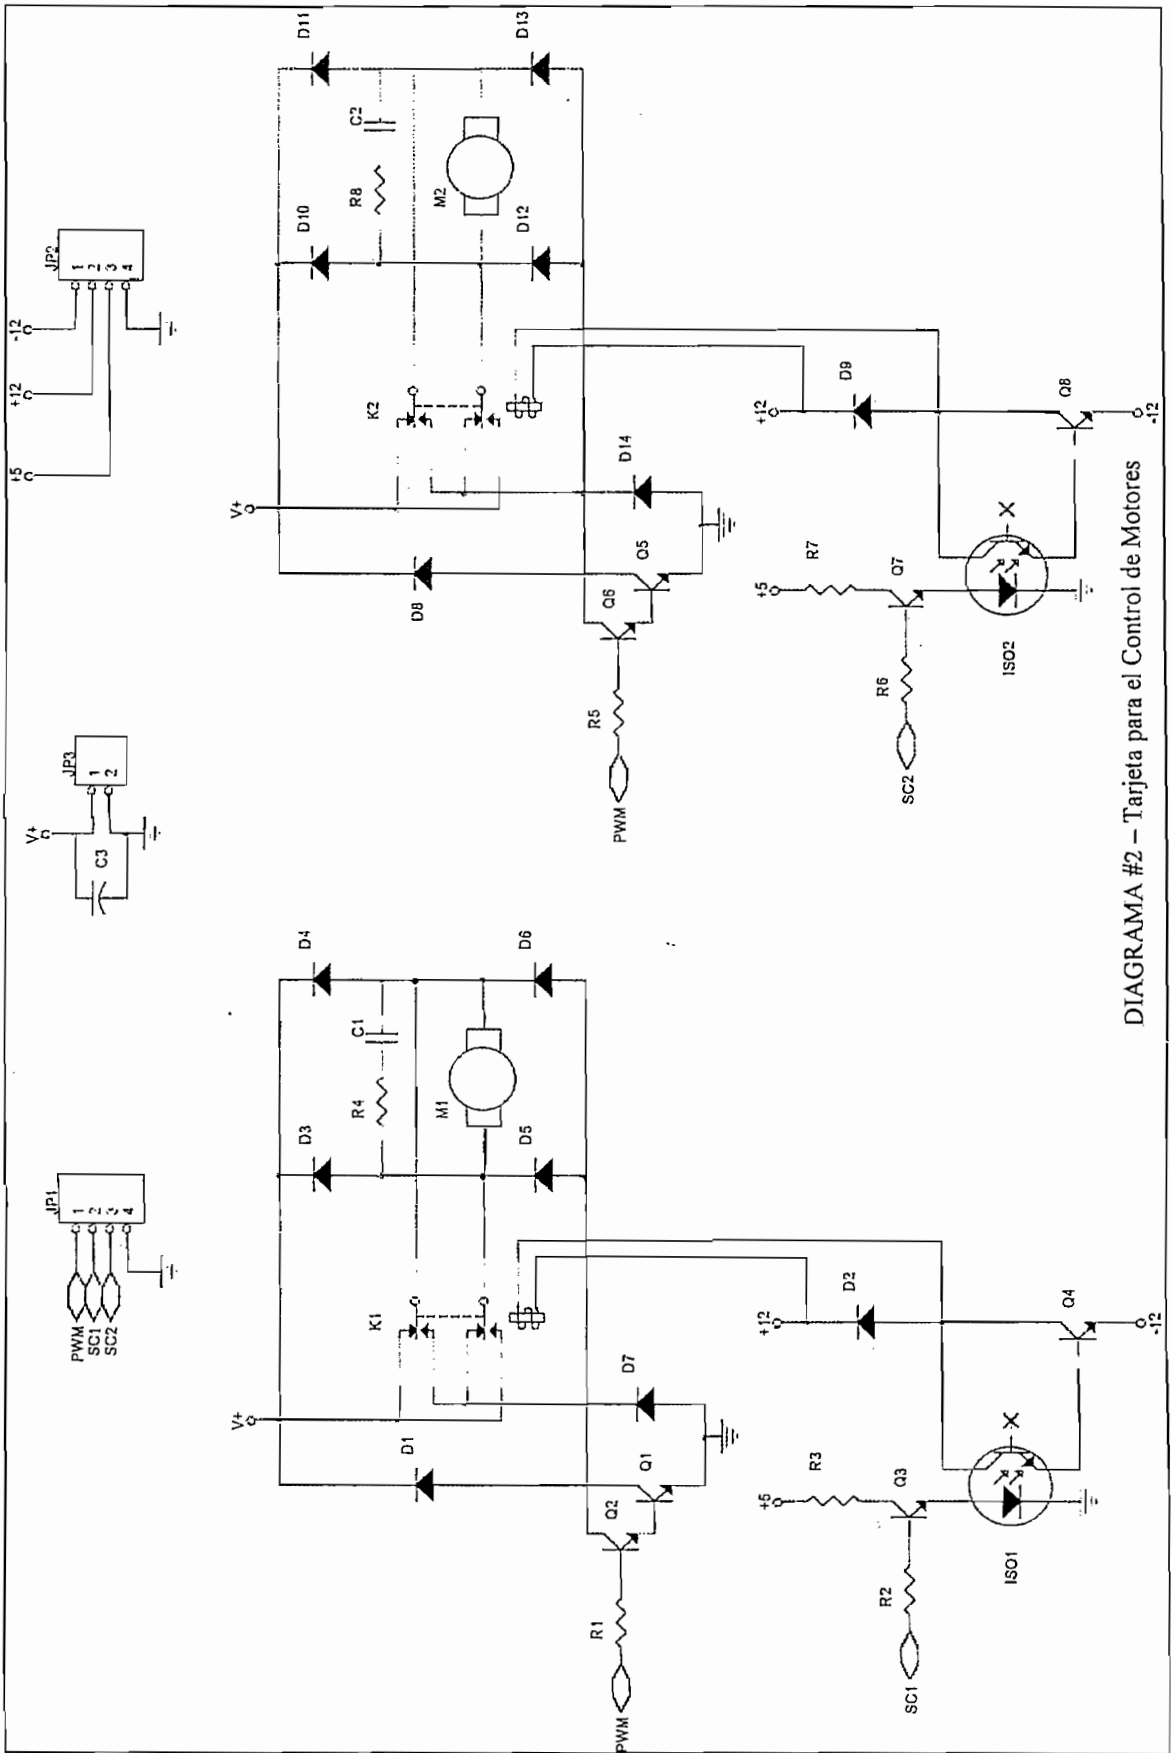 JP1
1
2
3
4
PWM
SC1
SC2
V+
JP3
1
2
C3
+5
+12
-12
JP2
1
2
3
4
V+
D1
K1
D3
D4
R4
C1
M1
D5
D6
D7
Q2
Q1
R1
PWM
+12
D2
+5
R3
Q3
R2
SC1
ISO1
Q4
-12
V+
D8
K2
D10
D11
R8
C2
M2
D12
D13
D14
Q6
Q5
R5
PWM
+12
D9
+5
R7
Q7
R6
SC2
ISO2
Q8
-12
DIAGRAMA #2 – Tarjeta para el Control de Motores